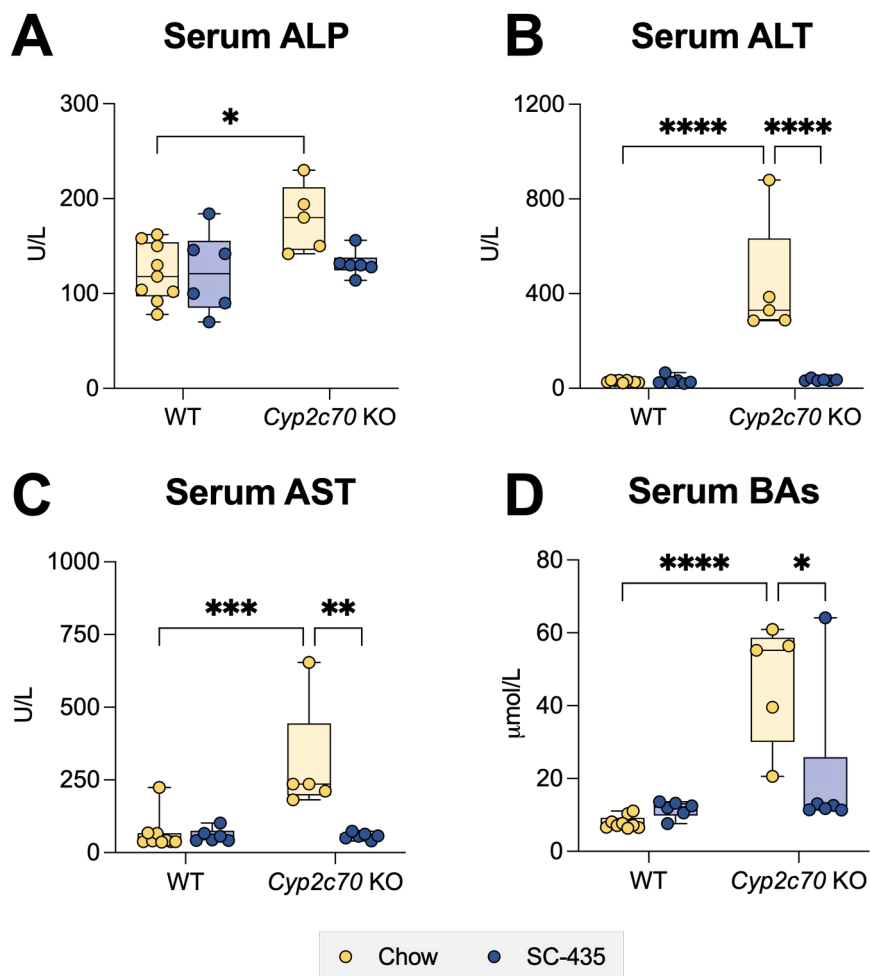 A Serum ALP
300
200
100
0
U/L
*
WT
Cyp2c70 KO
B Serum ALT
1200
800
400
0
U/L
**** ****
WT
Cyp2c70 KO
C Serum AST
1000
750
500
250
0
U/L
*** **
WT
Cyp2c70 KO
D Serum BAs
80
60
40
20
0
μmol/L
**** *
WT
Cyp2c70 KO
Chow SC-435